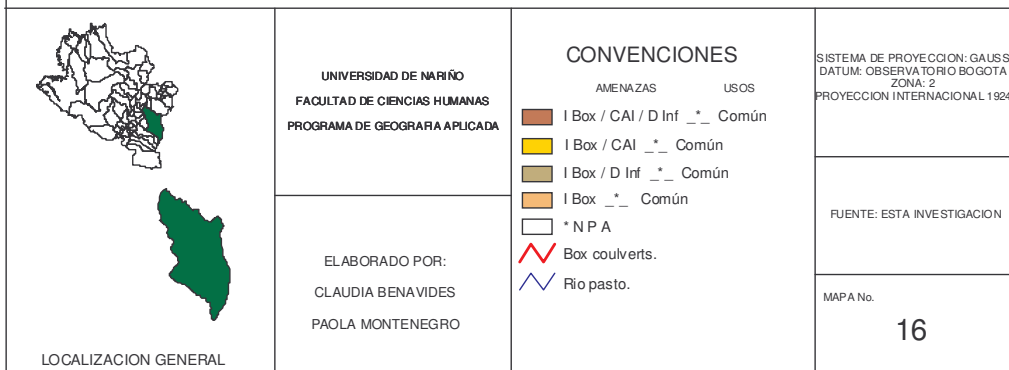 LOCALIZACION GENERAL
UNIVERSIDAD DE NARIÑO
FACULTAD DE CIENCIAS HUMANAS
PROGRAMA DE GEOGRAFIA APLICADA
ELABORADO POR:
CLAUDIA BENAVIDES
PAOLA MONTENEGRO
CONVENCIONES
AMENAZAS USOS
I Box / CAI / D Inf _*_ Común
I Box / CAI _*_ Común
I Box / D Inf _*_ Común
I Box _*_ Común
* N P A
Box coulverts.
Rio pasto.
SISTEMA DE PROYECCION: GAUSS
DATUM: OBSERVATORIO BOGOTA
ZONA: 2
PROYECCION INTERNACIONAL 1924
FUENTE: ESTA INVESTIGACION
MAPA No.
16